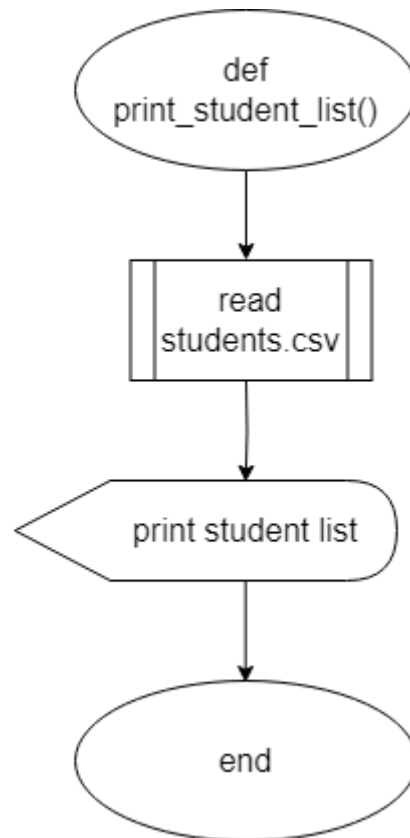 def
print_student_list()
read
students.csv
print student list
end